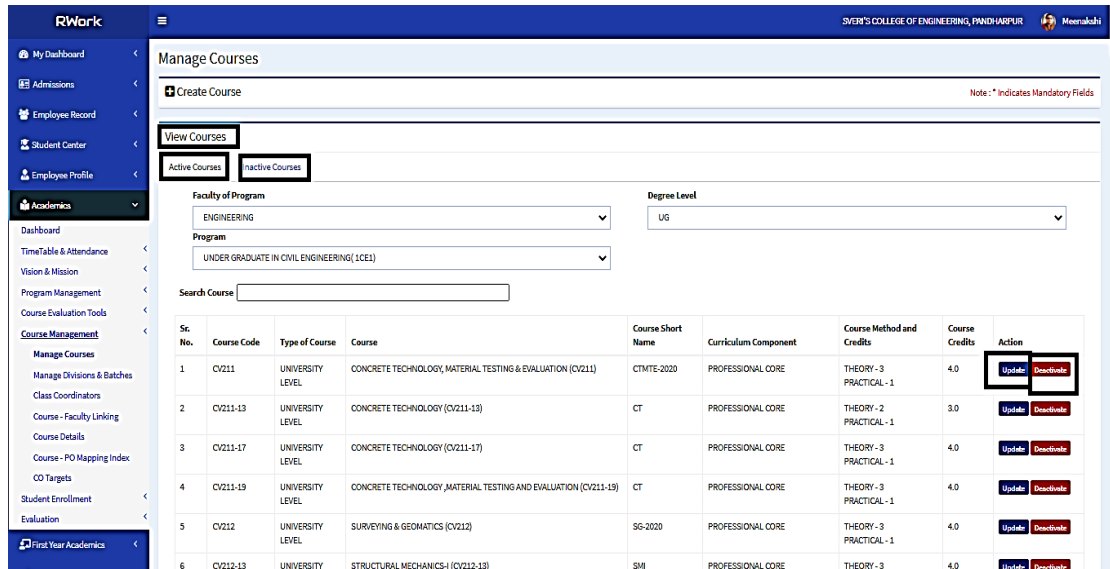 RWork
SVERI'S COLLEGE OF ENGINEERING, PANDHARPUR
Meenakshi
My Dashboard
Admissions
Employee Record
Student Center
Employee Profile
Academics
Dashboard
TimeTable & Attendance
Vision & Mission
Program Management
Course Evaluation Tools
Course Management
Manage Courses
Manage Divisions & Batches
Class Coordinators
Course - Faculty Linking
Course Details
Course - PO Mapping Index
CO Targets
Student Enrollment
Evaluation
First Year Academics
Manage Courses
Create Course
Note : * Indicates Mandatory Fields
View Courses
Active Courses Inactive Courses
Faculty of Program Degree Level
ENGINEERING UG
Program
UNDER GRADUATE IN CIVIL ENGINEERING( 1CE1)
Search Course
Sr. No. Course Code Type of Course Course Course Short Name Curriculum Component Course Method and Credits Course Credits Action
1 CV211 UNIVERSITY LEVEL CONCRETE TECHNOLOGY, MATERIAL TESTING & EVALUATION (CV211) CTMTE-2020 PROFESSIONAL CORE THEORY - 3 PRACTICAL - 1 4.0 Update Deactivate
2 CV211-13 UNIVERSITY LEVEL CONCRETE TECHNOLOGY (CV211-13) CT PROFESSIONAL CORE THEORY - 2 PRACTICAL - 1 3.0 Update Deactivate
3 CV211-17 UNIVERSITY LEVEL CONCRETE TECHNOLOGY (CV211-17) CT PROFESSIONAL CORE THEORY - 3 PRACTICAL - 1 4.0 Update Deactivate
4 CV211-19 UNIVERSITY LEVEL CONCRETE TECHNOLOGY ,MATERIAL TESTING AND EVALUATION (CV211-19) CT PROFESSIONAL CORE THEORY - 3 PRACTICAL - 1 4.0 Update Deactivate
5 CV212 UNIVERSITY LEVEL SURVEYING & GEOMATICS (CV212) SG-2020 PROFESSIONAL CORE THEORY - 3 PRACTICAL - 1 4.0 Update Deactivate
6 CV212-13 UNIVERSITY STRUCTURAL MECHANICS-I (CV212-13) SMI PROFESSIONAL CORE THEORY - 3 4.0 Update Deactivate